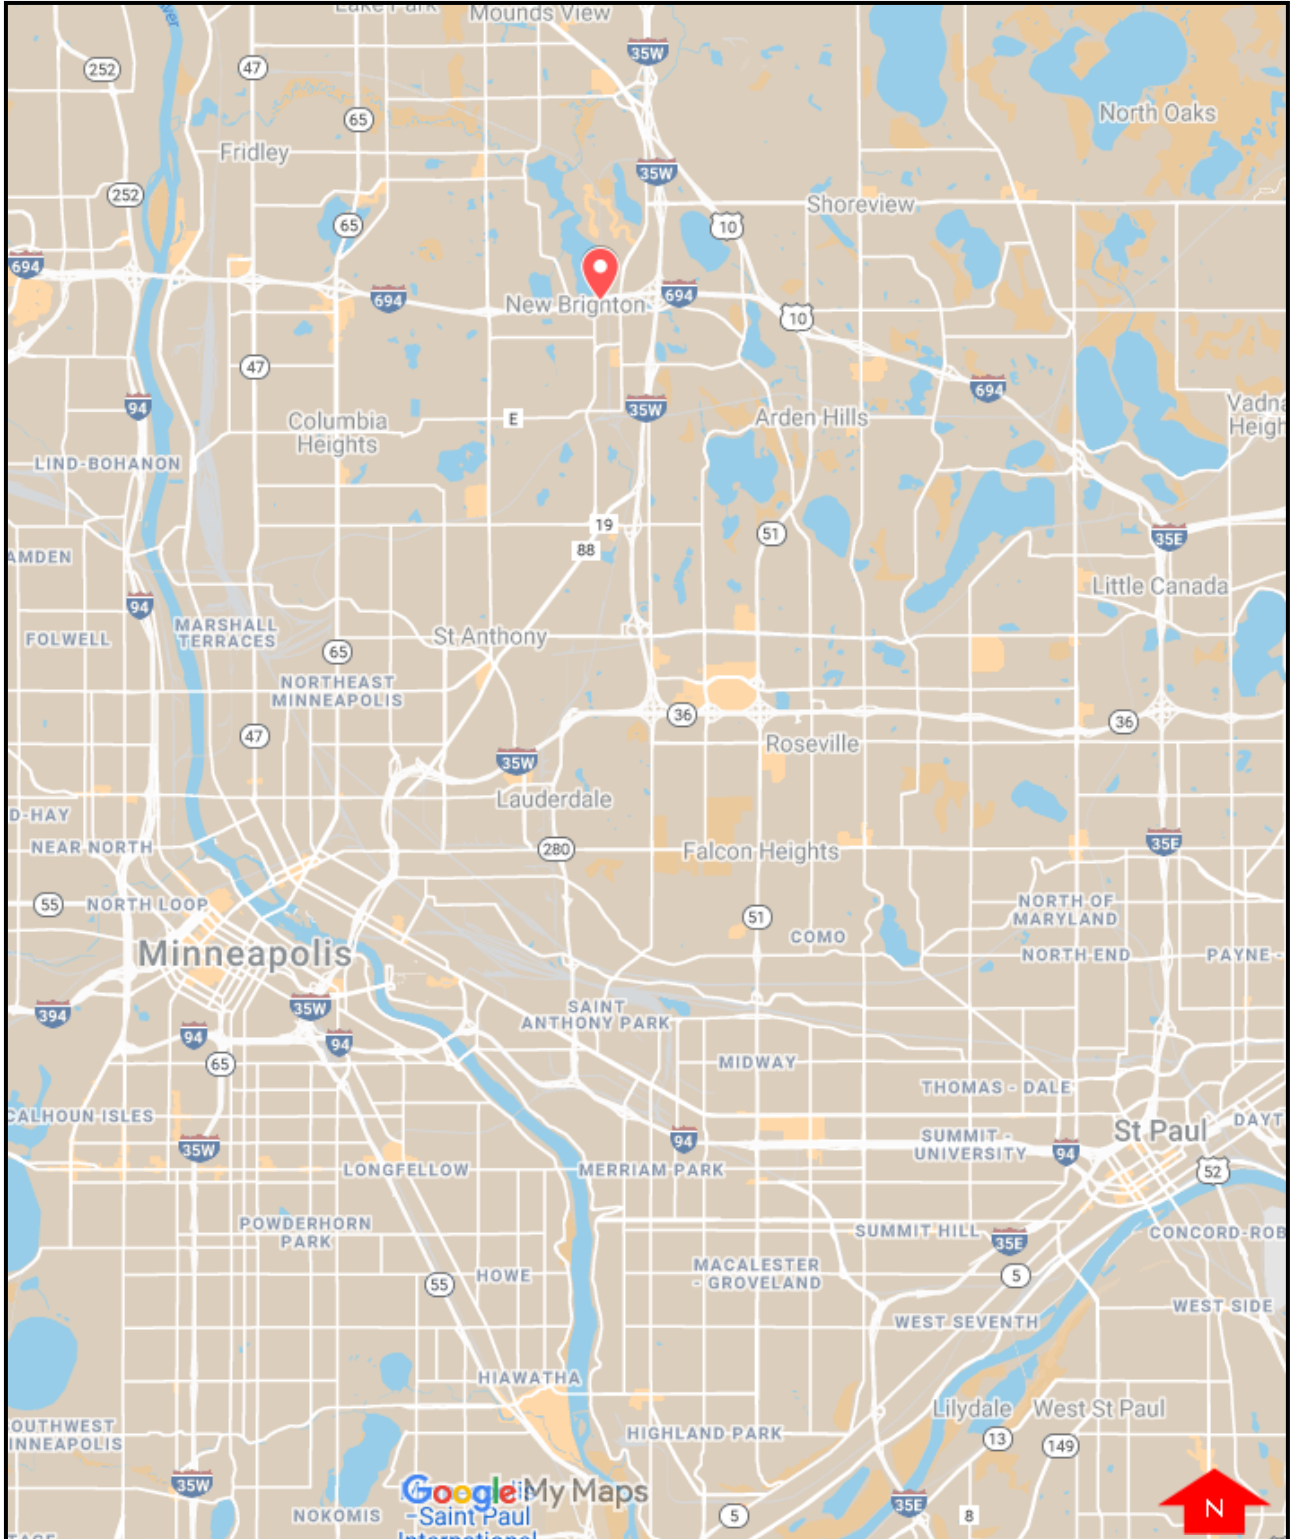 Lake Park
Mounds View
35W
252
47
65
North Oaks
Fridley
35W
252
Shoreview
65
10
694
694
694
New Brighton
10
47
694
94
35W
E
Arden Hills
Columbia
Heights
LIND-BOHANON
19
51
35E
88
AMDEN
Little Canada
94
MARSHALL
TERRACES
FOLWELL
St Anthony
65
NORTHEAST
MINNEAPOLIS
36
36
47
Roseville
35W
Lauderdale
D-HAY
NEAR NORTH
280
Falcon Heights
35E
55
NORTH LOOP
NORTH OF
MARYLAND
51
COMO
Minneapolis
NORTH END
PAYNE -
394
35W
SAINT
ANTHONY PARK
94
94
65
MIDWAY
THOMAS - DALE
CALHOUN ISLES
DAYT
St Paul
35W
94
SUMMIT -
UNIVERSITY
94
LONGFELLOW
MERRIAM PARK
52
POWDERHORN
PARK
SUMMIT HILL
35E
CONCORD-ROB
HOWE
MACALESTER
- GROVELAND
5
55
WEST SIDE
WEST SEVENTH
HIAWATHA
Lilydale
West St Paul
OUTHWEST
INNEAPOLIS
HIGHLAND PARK
13
149
35W
Google My Maps
35E
N
NOKOMIS
-Saint Paul
International
5
8